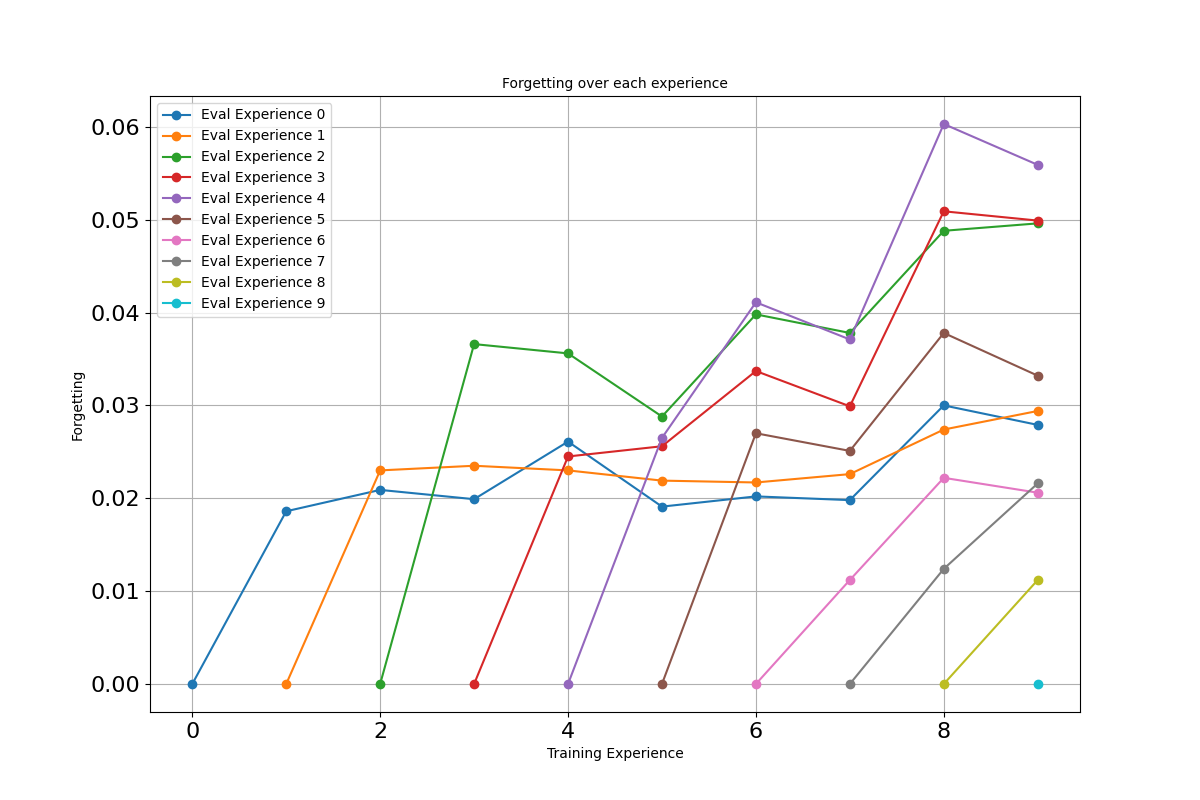 Forgetting over each experience
Eval Experience 0
Eval Experience 1
Eval Experience 2
Eval Experience 3
Eval Experience 4
Eval Experience 5
Eval Experience 6
Eval Experience 7
Eval Experience 8
Eval Experience 9
0.06
0.05
0.04
0.03
0.02
0.01
0.00
Forgetting
0 2 4 6 8
Training Experience